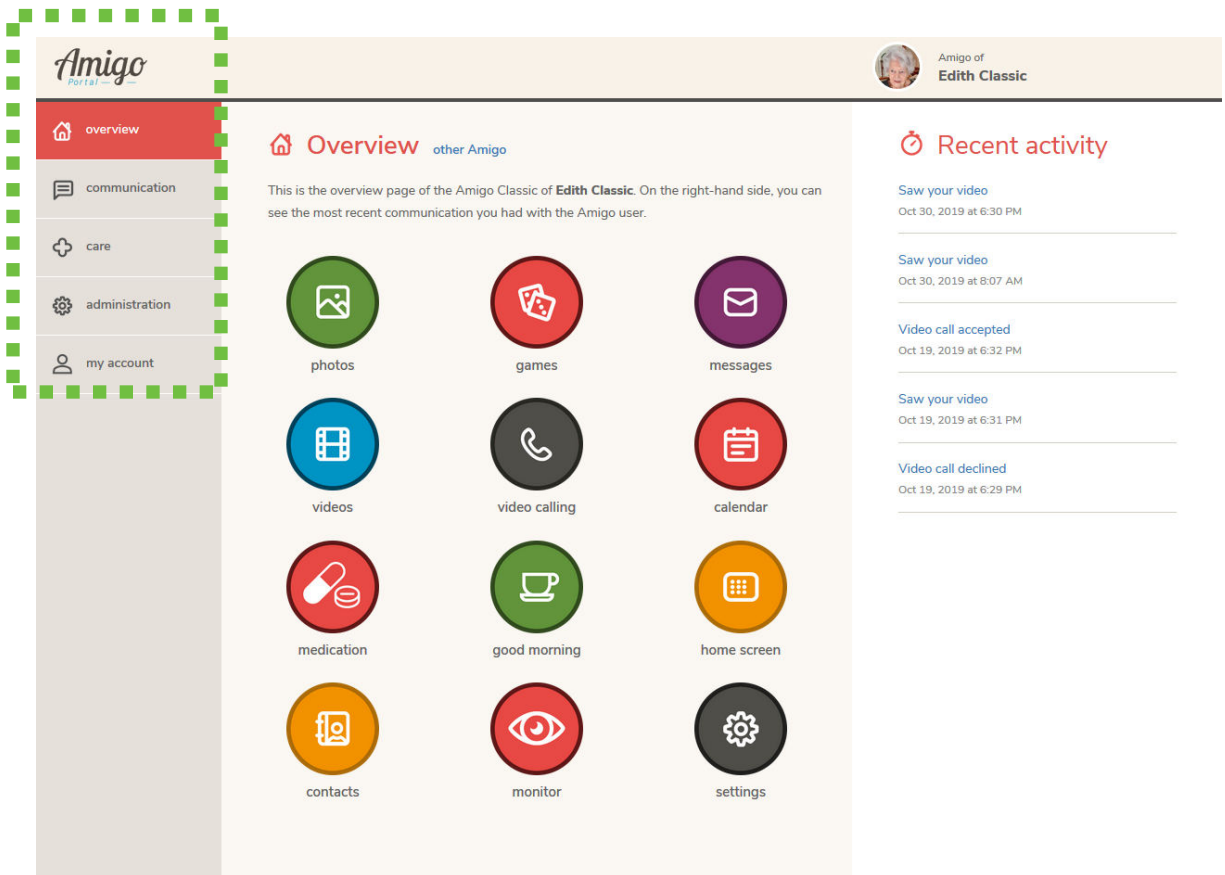 Amigo
Portal
Amigo of
Edith Classic
overview
communication
care
administration
my account
Overview other Amigo
This is the overview page of the Amigo Classic of Edith Classic. On the right-hand side, you can
see the most recent communication you had with the Amigo user.
photos
games
messages
videos
video calling
calendar
medication
good morning
home screen
contacts
monitor
settings
Recent activity
Saw your video
Oct 30, 2019 at 6:30 PM
Saw your video
Oct 30, 2019 at 8:07 AM
Video call accepted
Oct 19, 2019 at 6:32 PM
Saw your video
Oct 19, 2019 at 6:31 PM
Video call declined
Oct 19, 2019 at 6:29 PM